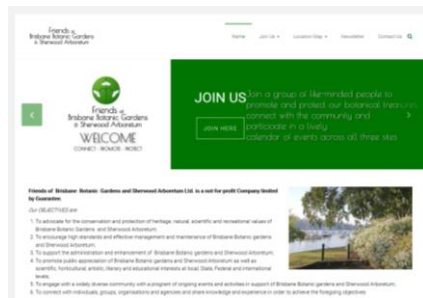 Friends of
Brisbane Botanic Gardens
& Sherwood Arboretum
Home
Join Us
Location Map
Newsletter
Contact Us
Friends of
Brisbane Botanic Gardens
& Sherwood Arboretum
WELCOME
CONNECT · PROMOTE · PROTECT
JOIN US
JOIN HERE
Join a group of like-minded people to
promote and protect our botanical treasures,
connect with the community and
participate in a lively
calendar of events across all three sites
Friends of Brisbane Botanic Gardens and Sherwood Arboretum Ltd. is a not-for-profit Company limited
by Guarantee.
Our OBJECTIVES are
1. To advocate for the conservation and protection of heritage, natural, scientific and recreational values of
Brisbane Botanic Gardens and Sherwood Arboretum;
2. To encourage high standards and effective management and maintenance of Brisbane Botanic gardens
and Sherwood Arboretum;
3. To support the administration and enhancement of Brisbane Botanic gardens and Sherwood Arboretum;
4. To promote public appreciation of Brisbane Botanic gardens and Sherwood Arboretum as well as
scientific, horticultural, artistic, literary and educational interests at local, State, Federal and international
levels.
5. To engage with a widely diverse community with a program of ongoing events and activities in support of Brisbane Botanic gardens and Sherwood Arboretum;
6. To connect with individuals, groups, organisations and agencies and share knowledge and experience in order to achieve the foregoing objectives.